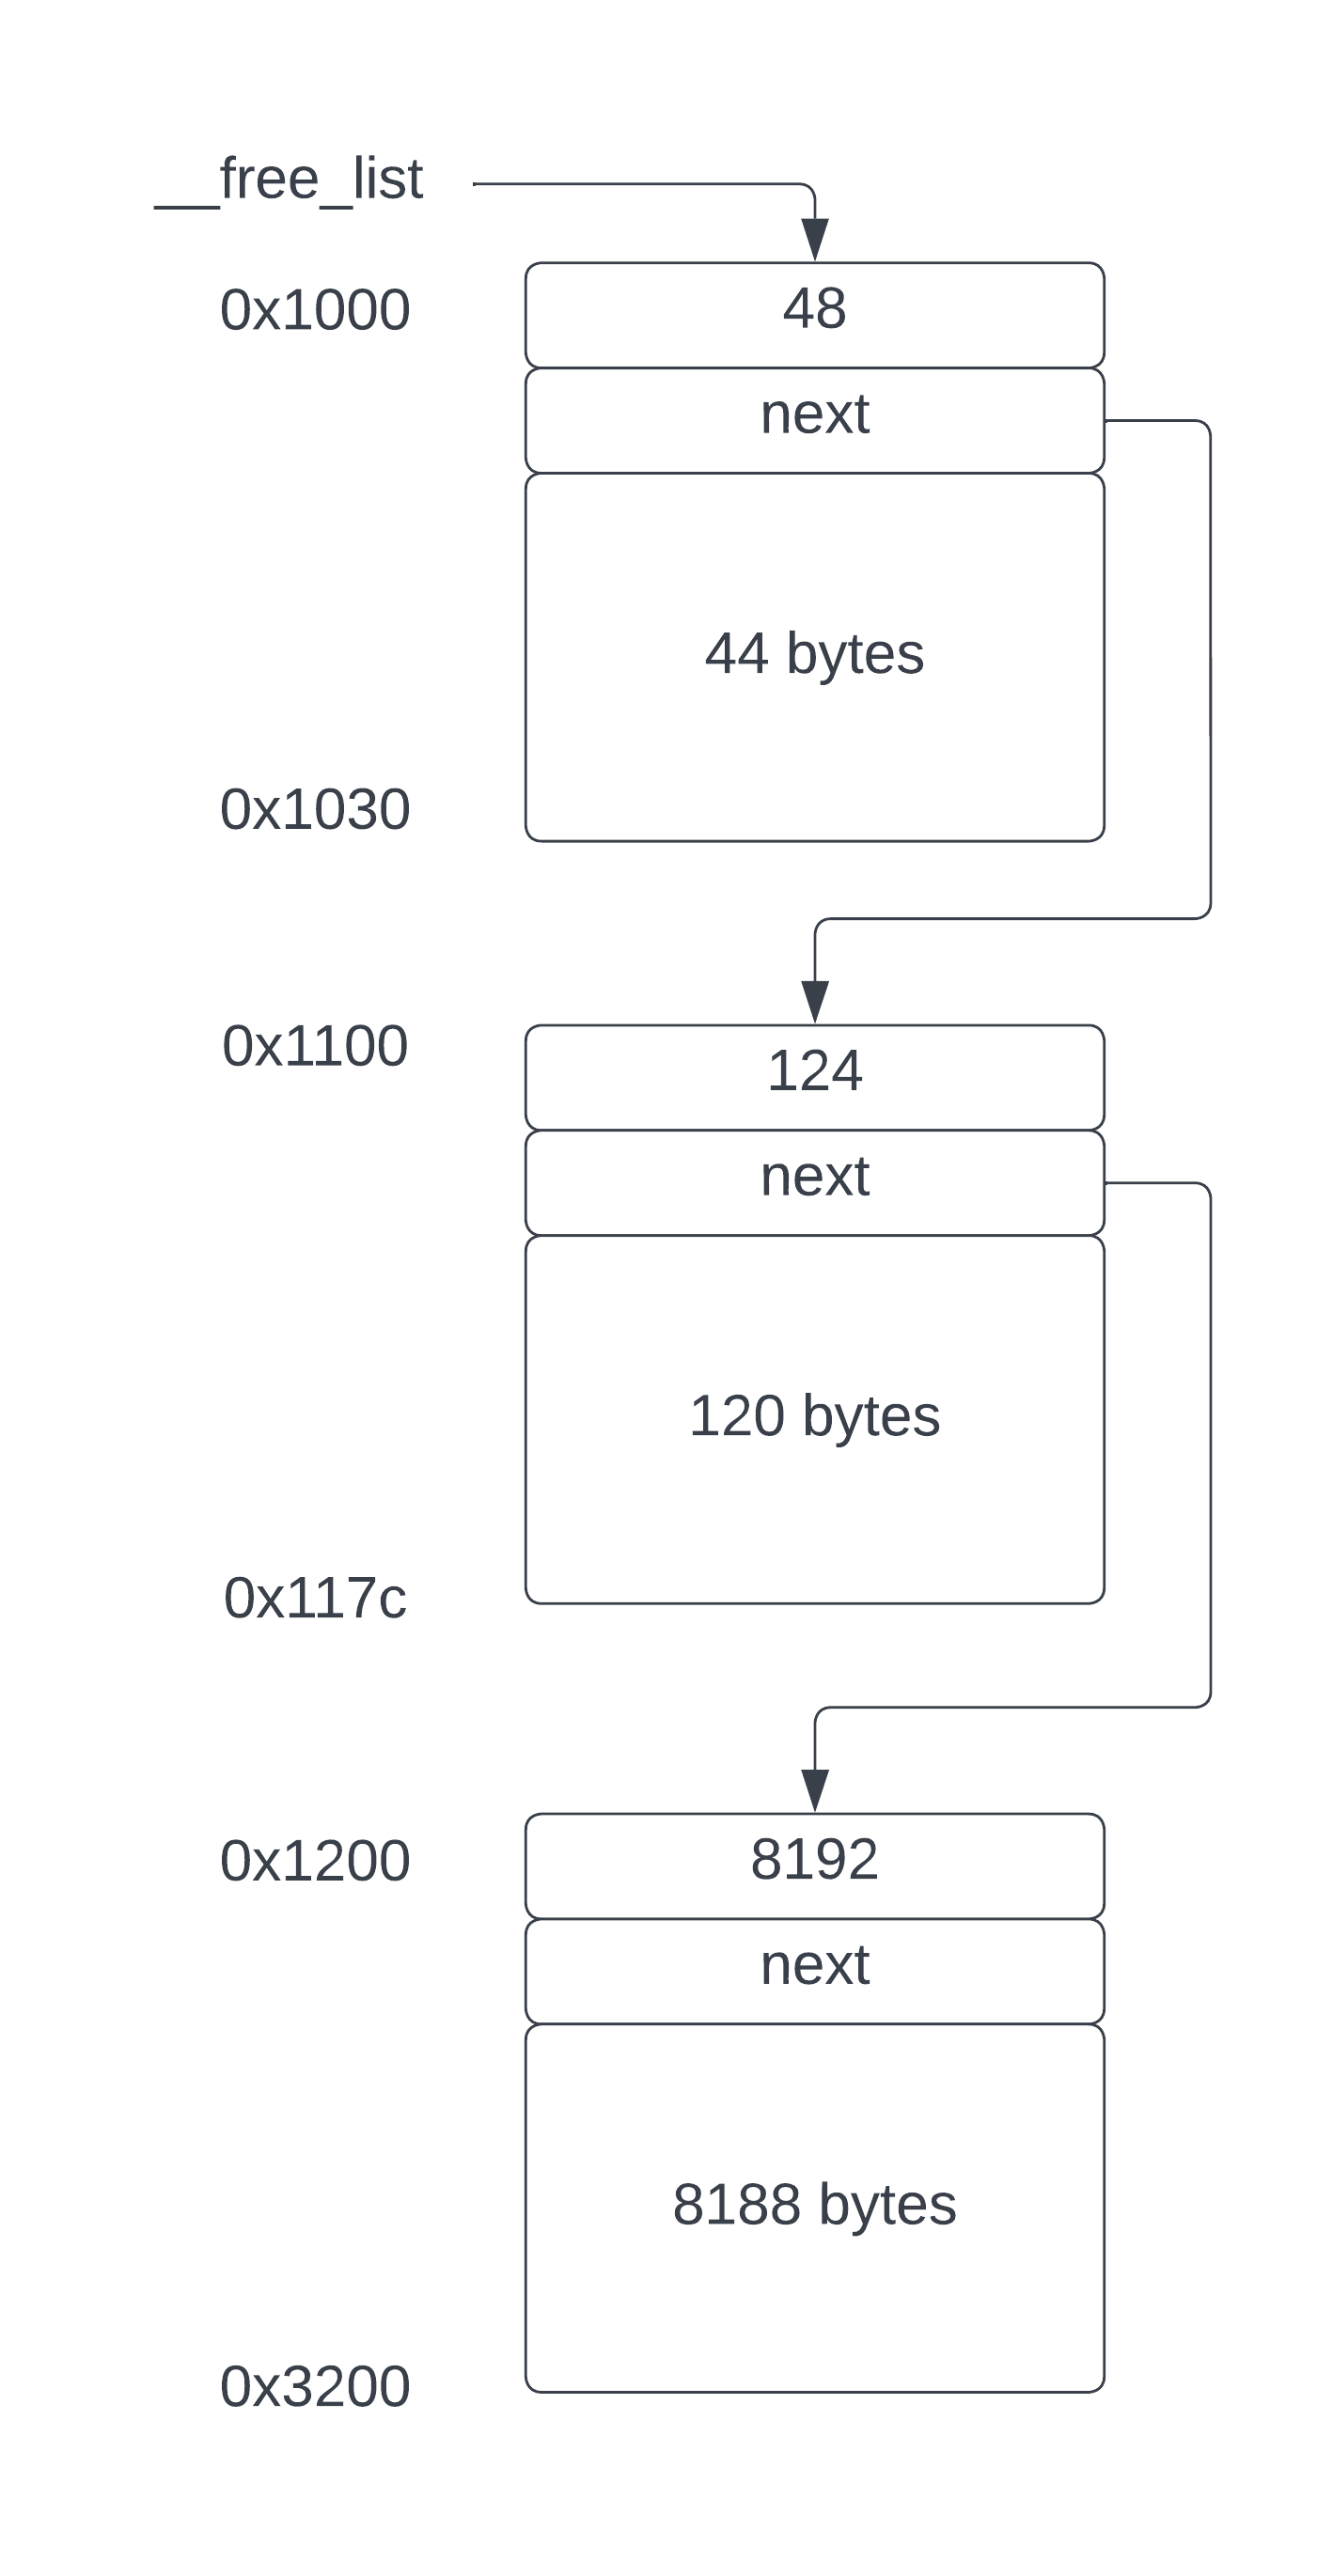 __free_list
0x1000
48
next
44 bytes
0x1030
0x1100
124
next
120 bytes
0x117c
0x1200
8192
next
8188 bytes
0x3200